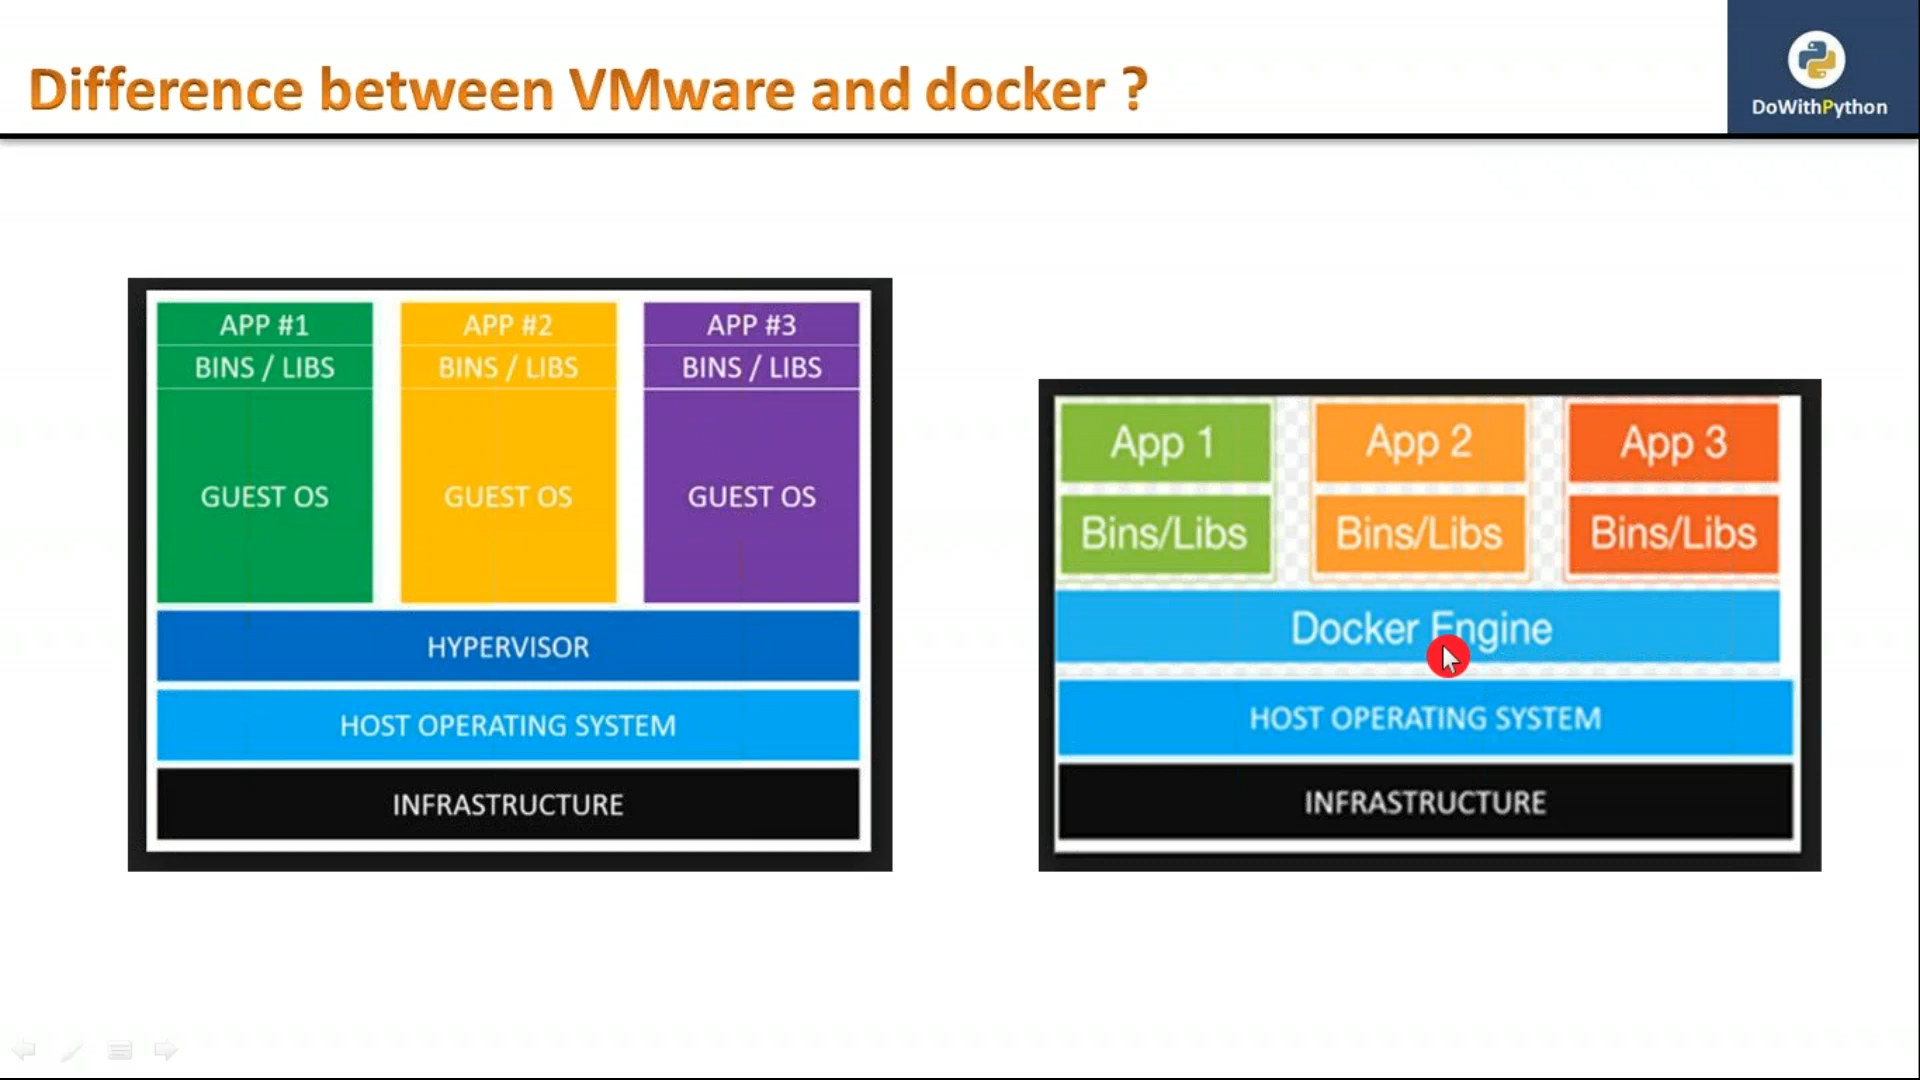 Difference between VMware and docker ?
DoWithPython
APP #1
BINS / LIBS
GUEST OS
APP #2
BINS / LIBS
GUEST OS
APP #3
BINS / LIBS
GUEST OS
HYPERVISOR
HOST OPERATING SYSTEM
INFRASTRUCTURE
App 1
Bins/Libs
App 2
Bins/Libs
App 3
Bins/Libs
Docker Engine
HOST OPERATING SYSTEM
INFRASTRUCTURE